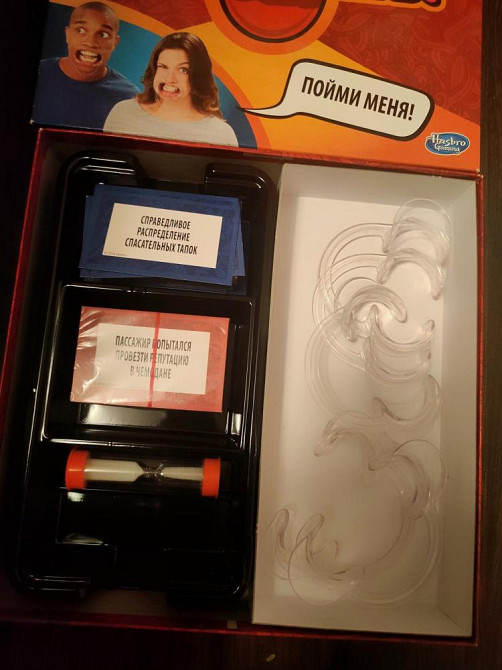 ПОЙМИ МЕНЯ!
Hasbro
Gaming
СПРАВЕДЛИВОЕ
РАСПРЕДЕЛЕНИЕ
СПАСАТЕЛЬНЫХ ТАПОК
ПАССАЖИР ПОПЫТАЛСЯ
ПРОВЕЗТИ РЕПУТАЦИЮ
В ЧЕМОДАНЕ